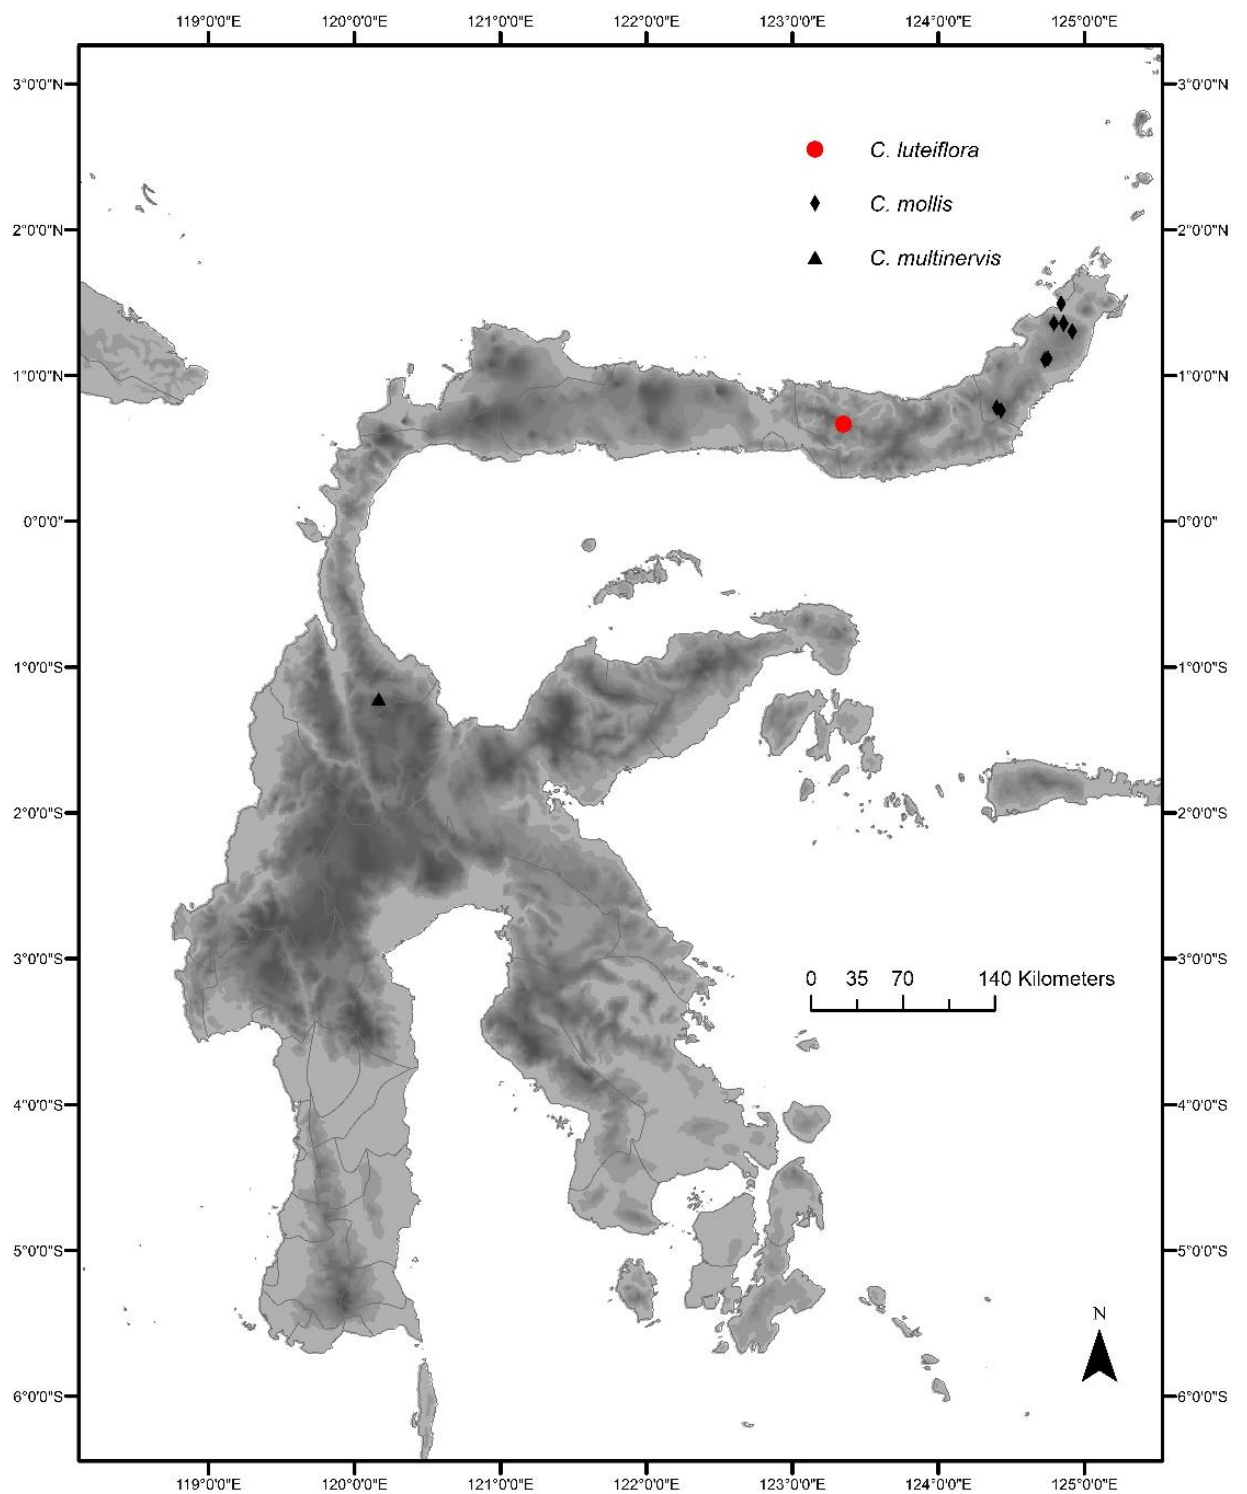 119°0'0"E 120°0'0"E 121°0'0"E 122°0'0"E 123°0'0"E 124°0'0"E 125°0'0"E
3°0'0"N 3°0'0"N
C. luteiflora
C. mollis
2°0'0"N 2°0'0"N
C. multinervis
1°0'0"N 1°0'0"N
0°0'0" 0°0'0"
1°0'0"S 1°0'0"S
2°0'0"S 2°0'0"S
3°0'0"S 3°0'0"S
0 35 70 140 Kilometers
4°0'0"S 4°0'0"S
5°0'0"S 5°0'0"S
N
6°0'0"S 6°0'0"S
119°0'0"E 120°0'0"E 121°0'0"E 122°0'0"E 123°0'0"E 124°0'0"E 125°0'0"E